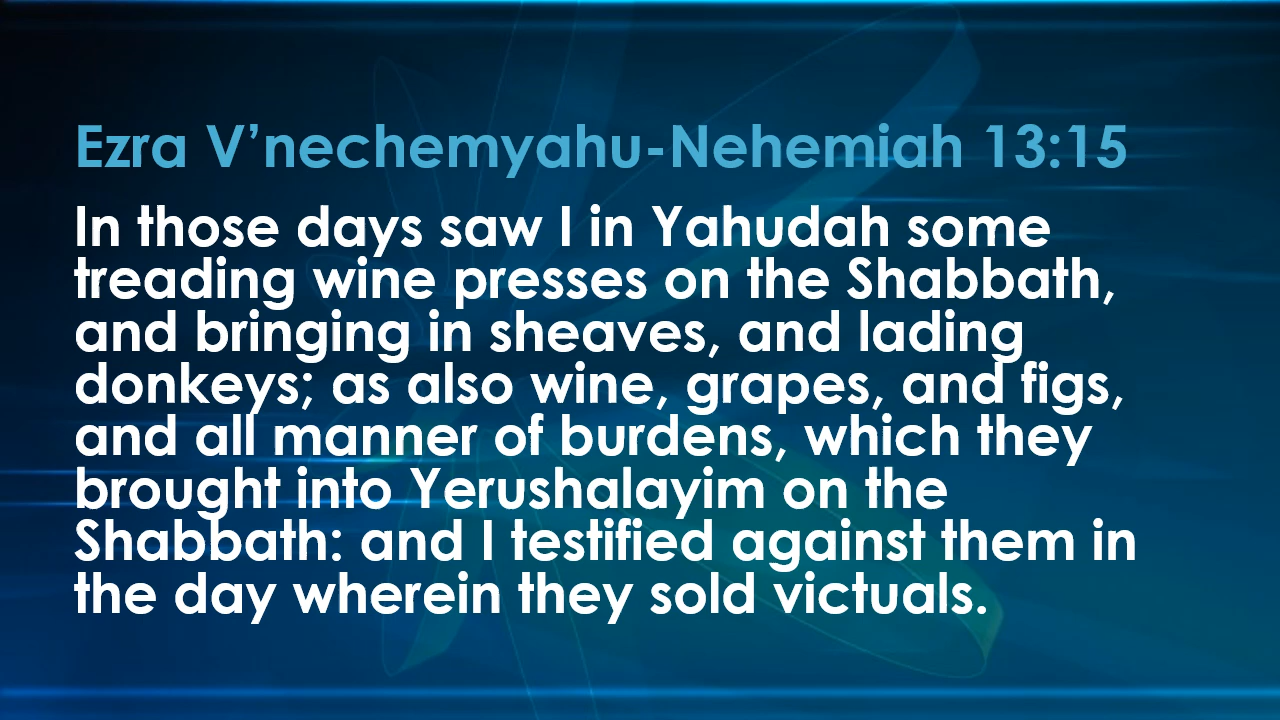 Ezra V’nechemyahu-Nehemiah 13:15
In those days saw I in Yahudah some
treading wine presses on the Shabbath,
and bringing in sheaves, and lading
donkeys; as also wine, grapes, and figs,
and all manner of burdens, which they
brought into Yerushalayim on the
Shabbath: and I testified against them in
the day wherein they sold victuals.